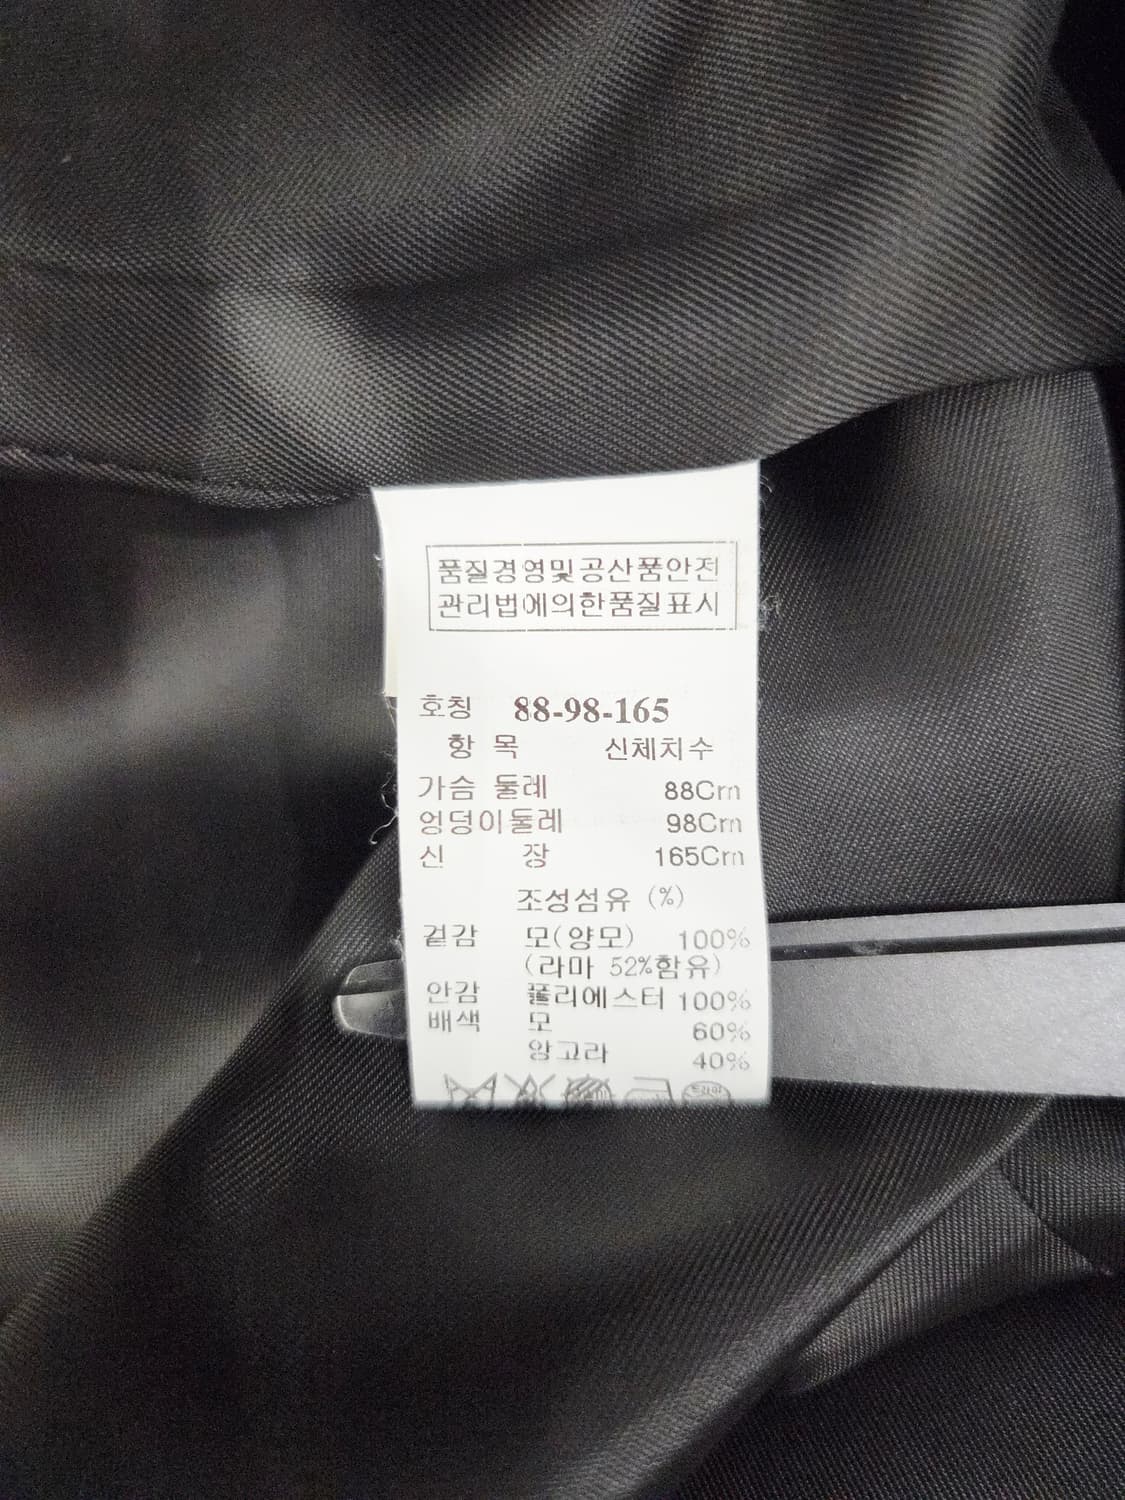 품질경영및공산품안전
관리법에의한품질표시
호칭 88-98-165
항 목 신체치수
가슴 둘레 88Cm
엉덩이둘레 98Cm
신 장 165Cm
조성섬유 (%)
겉감 모(양모) 100%
(라마 52%함유)
안감 폴리에스터 100%
배색 모 60%
앙고라 40%
드라이